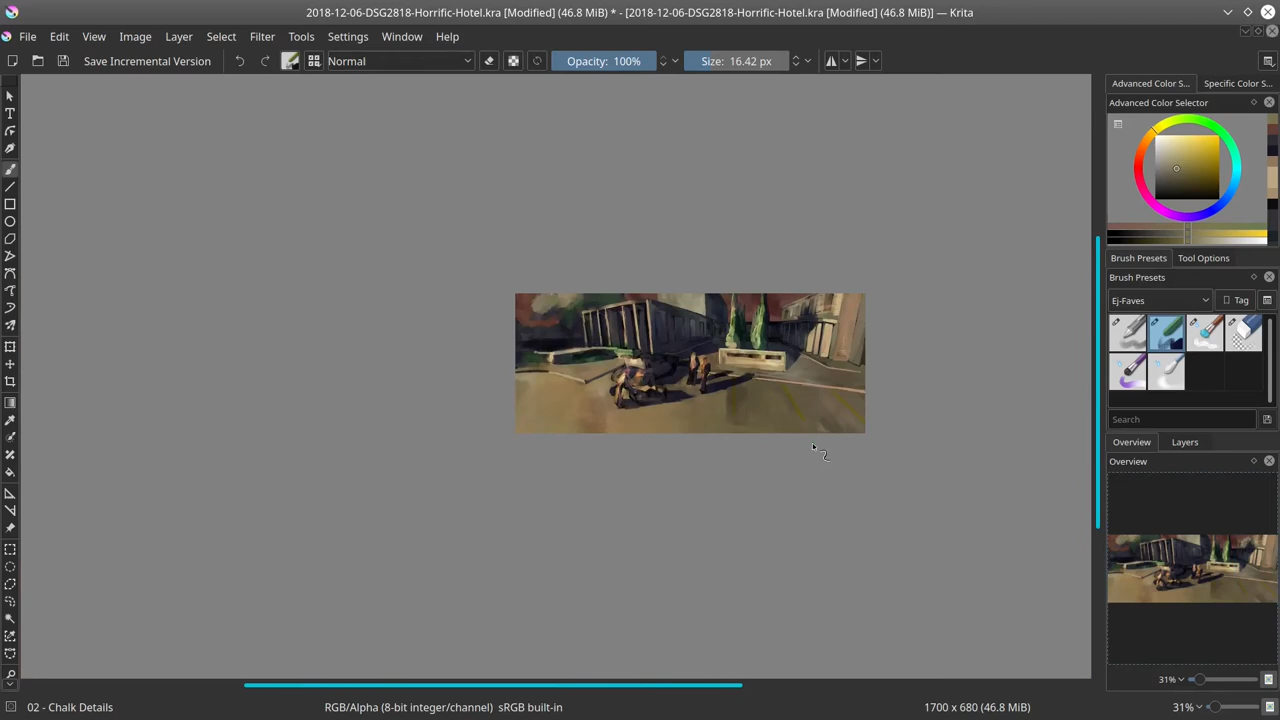 2018-12-06-DSG2818-Horrific-Hotel.kra [Modified] (46.8 MiB) * - [2018-12-06-DSG2818-Horrific-Hotel.kra [Modified] (46.8 MiB)] — Krita
File Edit View Image Layer Select Filter Tools Settings Window Help
Save Incremental Version Normal Opacity: 100% Size: 16.42 px
Advanced Color S... Specific Color S...
Advanced Color Selector
Brush Presets Tool Options
Brush Presets
Ej-Faves Tag
Search
Overview Layers
Overview
31%
02 - Chalk Details RGB/Alpha (8-bit integer/channel) sRGB built-in 1700 x 680 (46.8 MiB) 31%